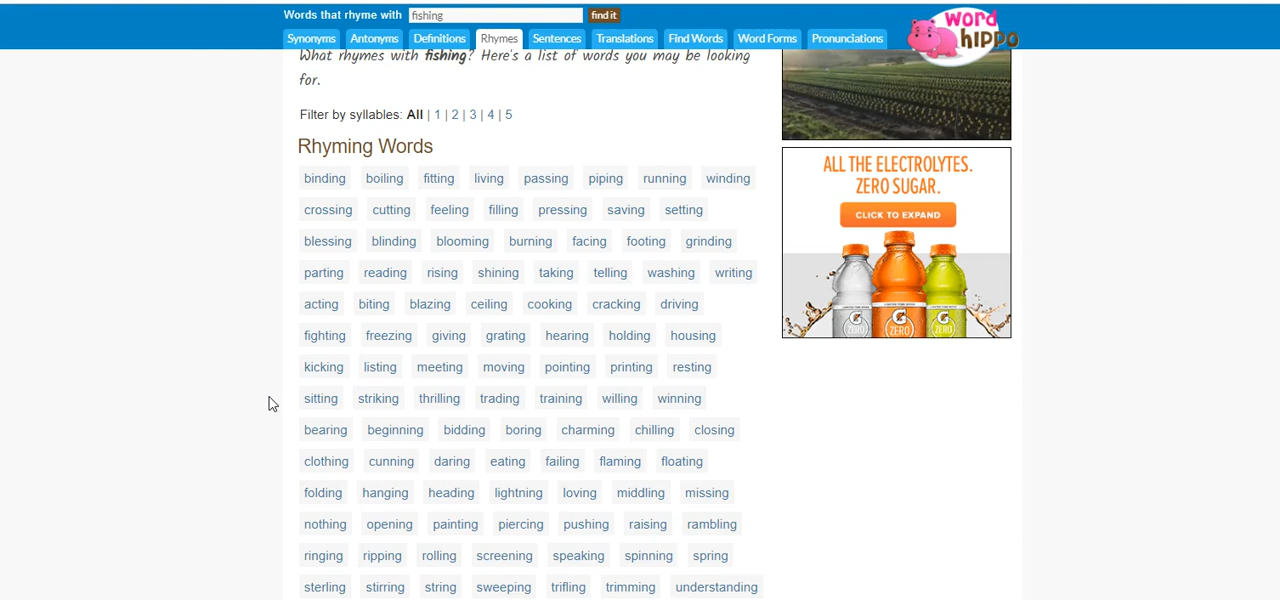 Words that rhyme with fishing find it
Synonyms Antonyms Definitions Rhymes Sentences Translations Find Words Word Forms Pronunciations
word
hippo
What rhymes with fishing? Here's a list of words you may be looking
for.
Filter by syllables: All | 1 | 2 | 3 | 4 | 5
Rhyming Words
binding boiling fitting living passing piping running winding
crossing cutting feeling filling pressing saving setting
blessing blinding blooming burning facing footing grinding
parting reading rising shining taking telling washing writing
acting biting blazing ceiling cooking cracking driving
fighting freezing giving grating hearing holding housing
kicking listing meeting moving pointing printing resting
sitting striking thrilling trading training willing winning
bearing beginning bidding boring charming chilling closing
clothing cunning daring eating failing flaming floating
folding hanging heading lightning loving middling missing
nothing opening painting piercing pushing raising rambling
ringing ripping rolling screening speaking spinning spring
sterling stirring string sweeping trifling trimming understanding
ALL THE ELECTROLYTES.
ZERO SUGAR.
CLICK TO EXPAND
G G G
ZERO ZERO ZERO